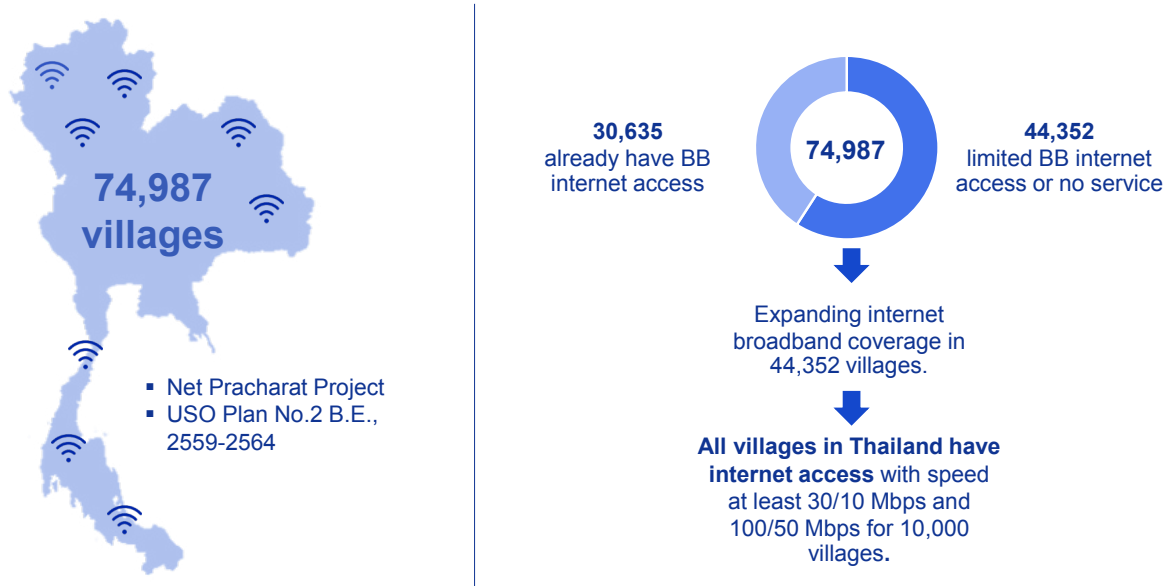 74,987
villages
▪ Net Pracharat Project
▪ USO Plan No.2 B.E.,
2559-2564
30,635
already have BB
internet access
74,987
44,352
limited BB internet
access or no service
Expanding internet
broadband coverage in
44,352 villages.
All villages in Thailand have
internet access with speed
at least 30/10 Mbps and
100/50 Mbps for 10,000
villages.